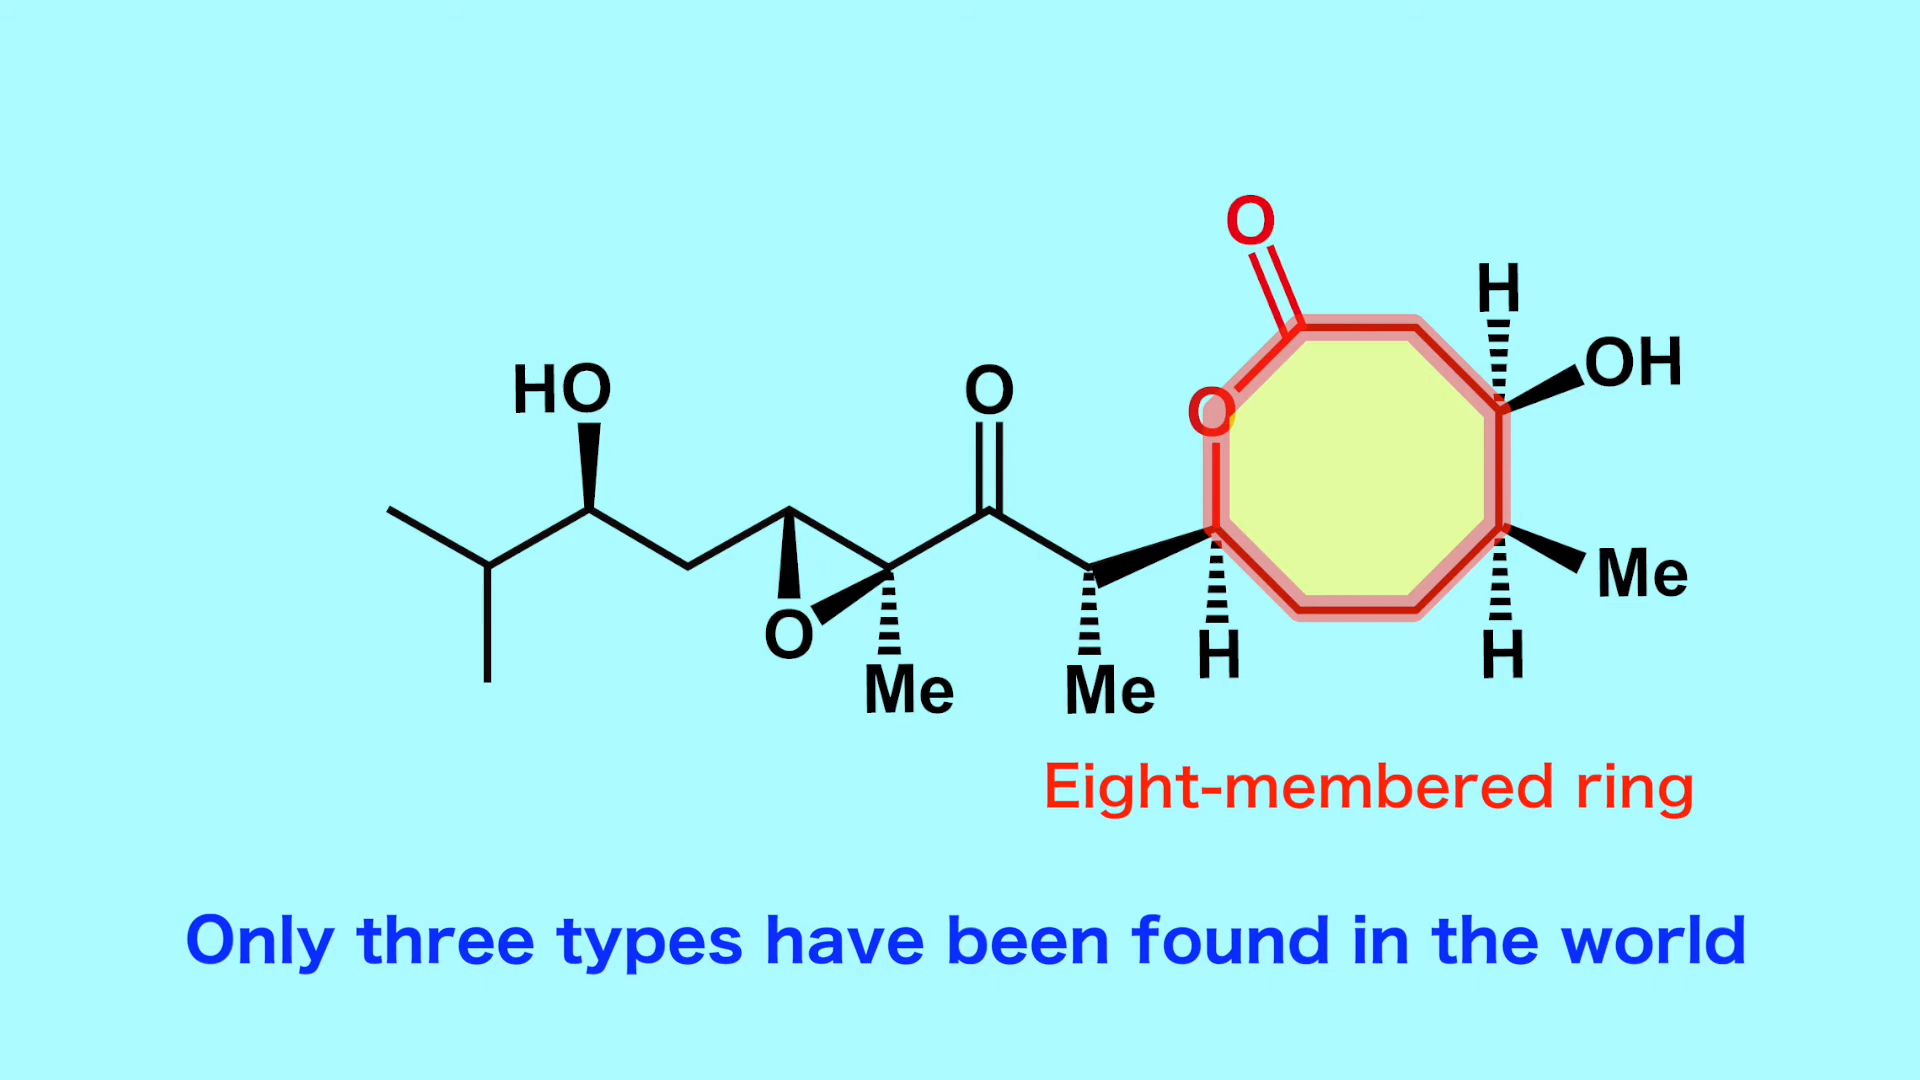 O
H
OH
HO
O
O
Me
O
Me
Me
H
H
Eight-membered ring
Only three types have been found in the world